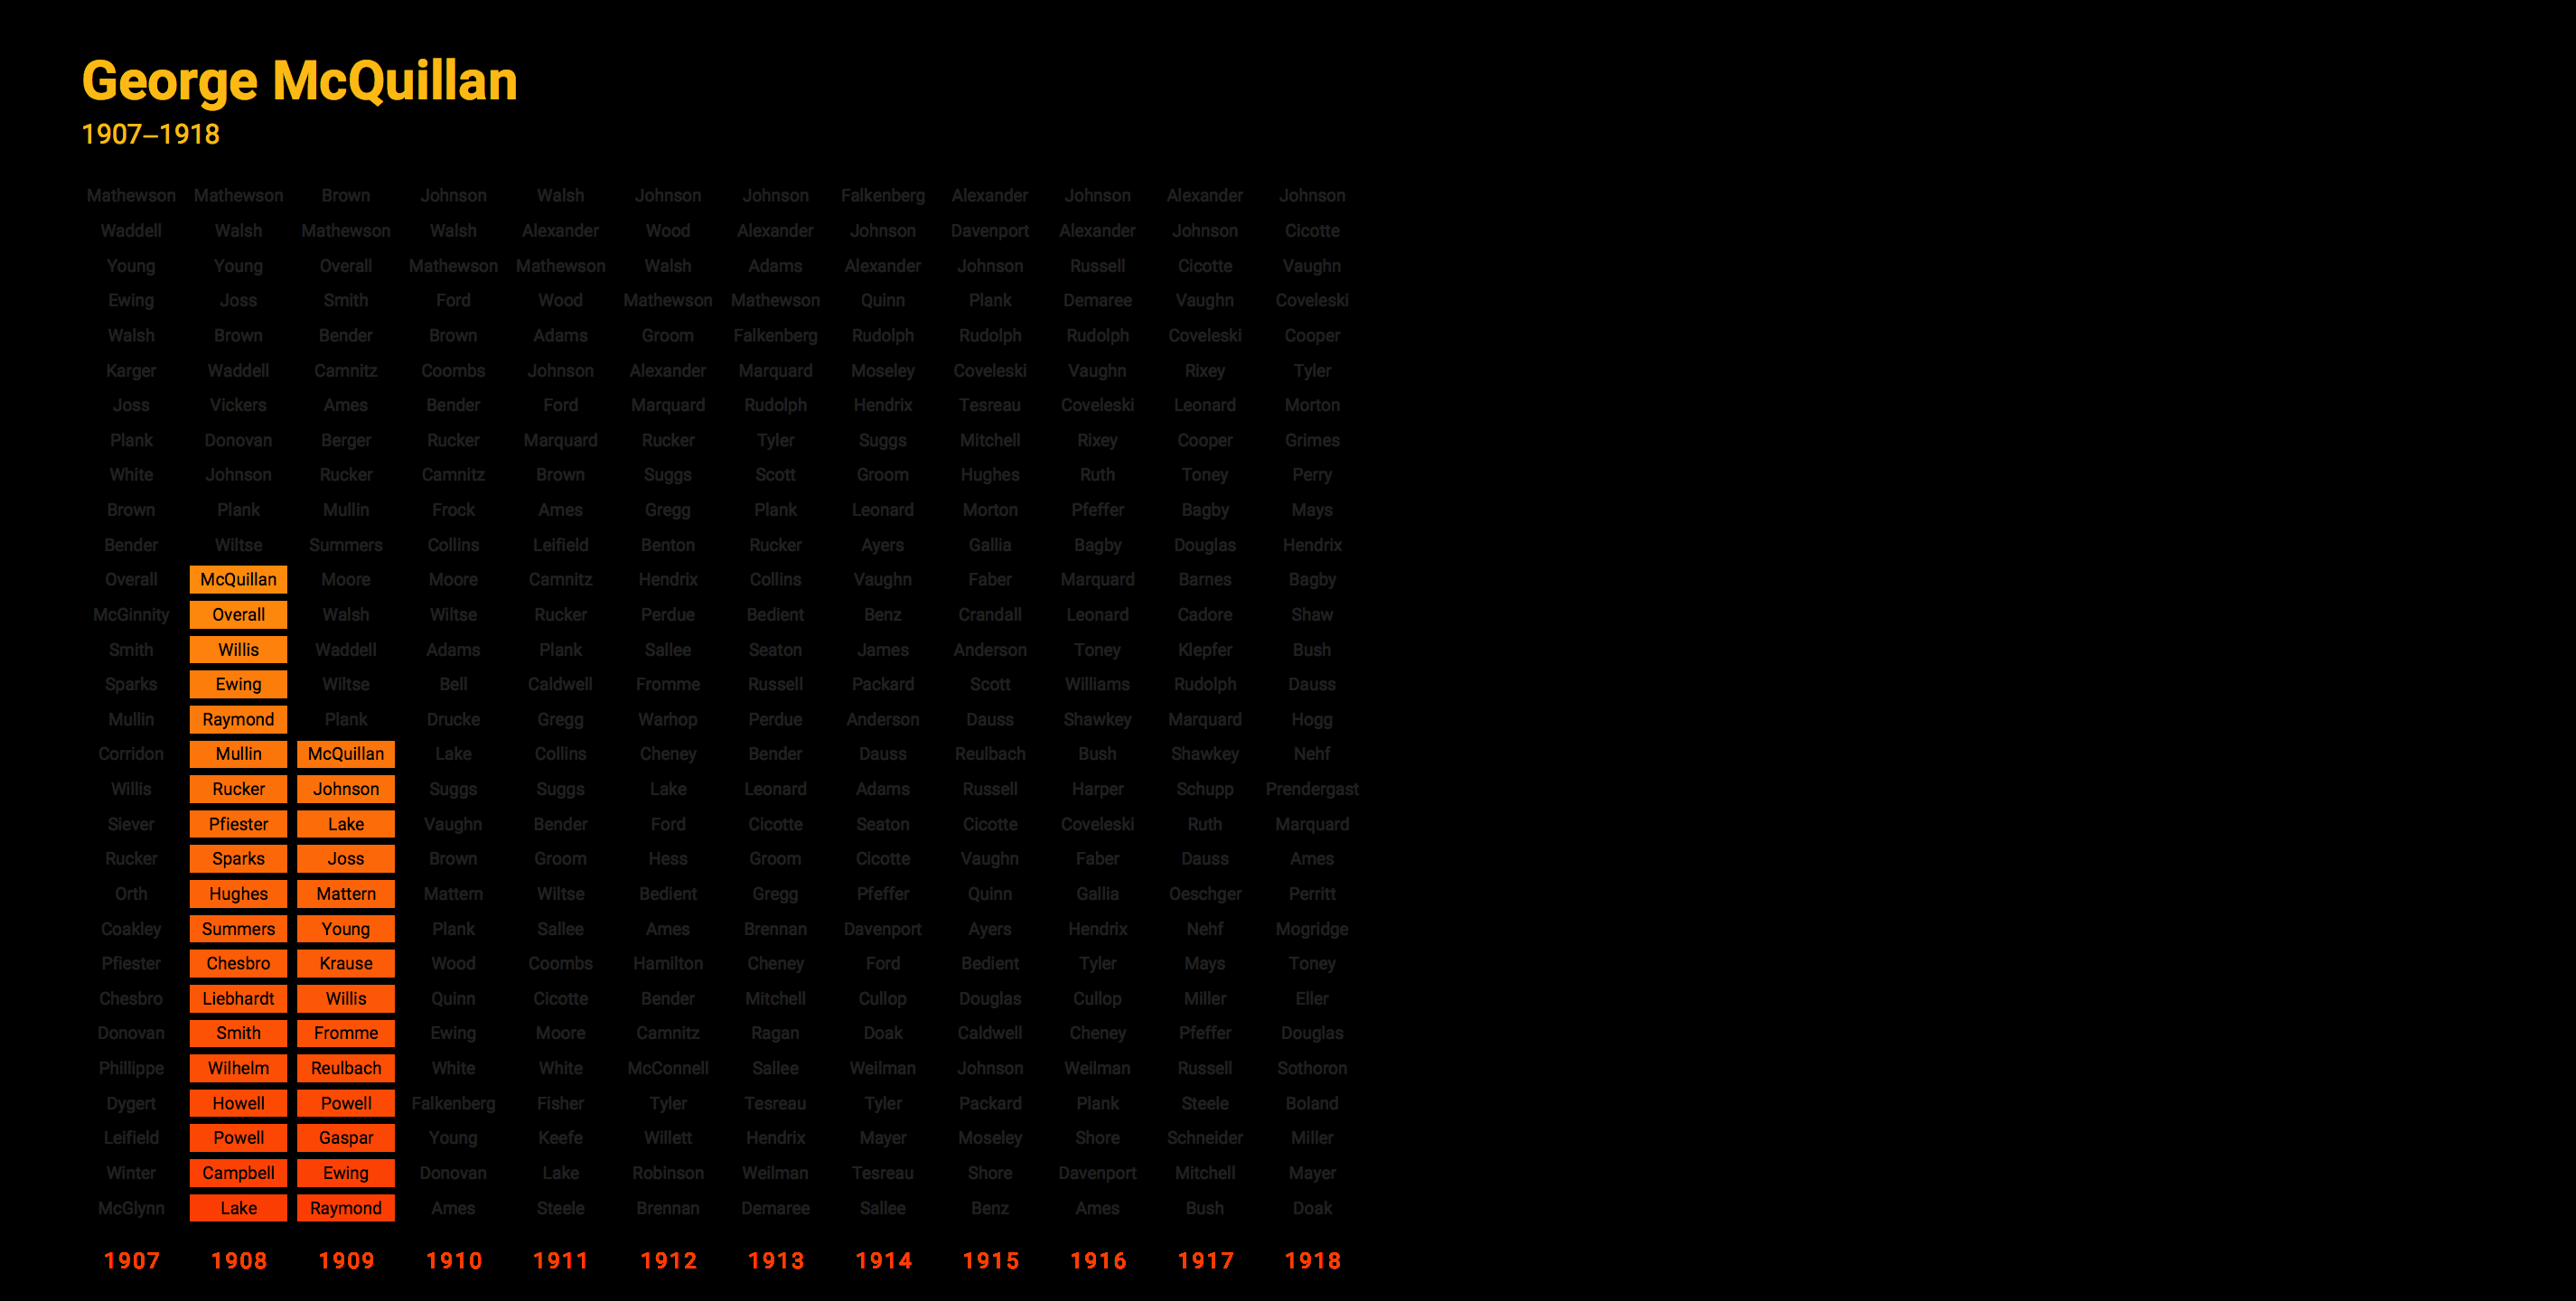 George McQuillan
1907–1918
Mathewson Mathewson Brown Johnson Walsh Johnson Johnson Falkenberg Alexander Johnson Alexander Johnson
Waddell Walsh Mathewson Walsh Alexander Wood Alexander Johnson Davenport Alexander Johnson Cicotte
Young Young Overall Mathewson Mathewson Walsh Adams Alexander Johnson Russell Cicotte Vaughn
Ewing Joss Smith Ford Wood Mathewson Mathewson Quinn Plank Demaree Vaughn Coveleski
Walsh Brown Bender Brown Adams Groom Falkenberg Rudolph Rudolph Rudolph Coveleski Cooper
Karger Waddell Camnitz Coombs Johnson Alexander Marquard Moseley Coveleski Vaughn Rixey Tyler
Joss Vickers Ames Bender Ford Marquard Rudolph Hendrix Tesreau Coveleski Leonard Morton
Plank Donovan Berger Rucker Marquard Rucker Tyler Suggs Mitchell Rixey Cooper Grimes
White Johnson Rucker Camnitz Brown Suggs Scott Groom Hughes Ruth Toney Perry
Brown Plank Mullin Frock Ames Gregg Plank Leonard Morton Pfeffer Bagby Mays
Bender Wiltse Summers Collins Leifield Benton Rucker Ayers Gallia Bagby Douglas Hendrix
Overall McQuillan Moore Moore Camnitz Hendrix Collins Vaughn Faber Marquard Barnes Bagby
McGinnity Overall Walsh Wiltse Rucker Perdue Bedient Benz Crandall Leonard Cadore Shaw
Smith Willis Waddell Adams Plank Sallee Seaton James Anderson Toney Klepfer Bush
Sparks Ewing Wiltse Bell Caldwell Fromme Russell Packard Scott Williams Rudolph Dauss
Mullin Raymond Plank Drucke Gregg Warhop Perdue Anderson Dauss Shawkey Marquard Hogg
Corridon Mullin McQuillan Lake Collins Cheney Bender Dauss Reulbach Bush Shawkey Nehf
Willis Rucker Johnson Suggs Suggs Lake Leonard Adams Russell Harper Schupp Prendergast
Siever Pfiester Lake Vaughn Bender Ford Cicotte Seaton Cicotte Coveleski Ruth Marquard
Rucker Sparks Joss Brown Groom Hess Groom Cicotte Vaughn Faber Dauss Ames
Orth Hughes Mattern Mattern Wiltse Bedient Gregg Pfeffer Quinn Gallia Oeschger Perritt
Coakley Summers Young Plank Sallee Ames Brennan Davenport Ayers Hendrix Nehf Mogridge
Pfiester Chesbro Krause Wood Coombs Hamilton Cheney Ford Bedient Tyler Mays Toney
Chesbro Liebhardt Willis Quinn Cicotte Bender Mitchell Cullop Douglas Cullop Miller Eller
Donovan Smith Fromme Ewing Moore Camnitz Ragan Doak Caldwell Cheney Pfeffer Douglas
Phillippe Wilhelm Reulbach White White McConnell Sallee Weilman Johnson Weilman Russell Sothoron
Dygert Howell Powell Falkenberg Fisher Tyler Tesreau Tyler Packard Plank Steele Boland
Leifield Powell Gaspar Young Keefe Willett Hendrix Mayer Moseley Shore Schneider Miller
Winter Campbell Ewing Donovan Lake Robinson Weilman Tesreau Shore Davenport Mitchell Mayer
McGlynn Lake Raymond Ames Steele Brennan Demaree Sallee Benz Ames Bush Doak
1907 1908 1909 1910 1911 1912 1913 1914 1915 1916 1917 1918